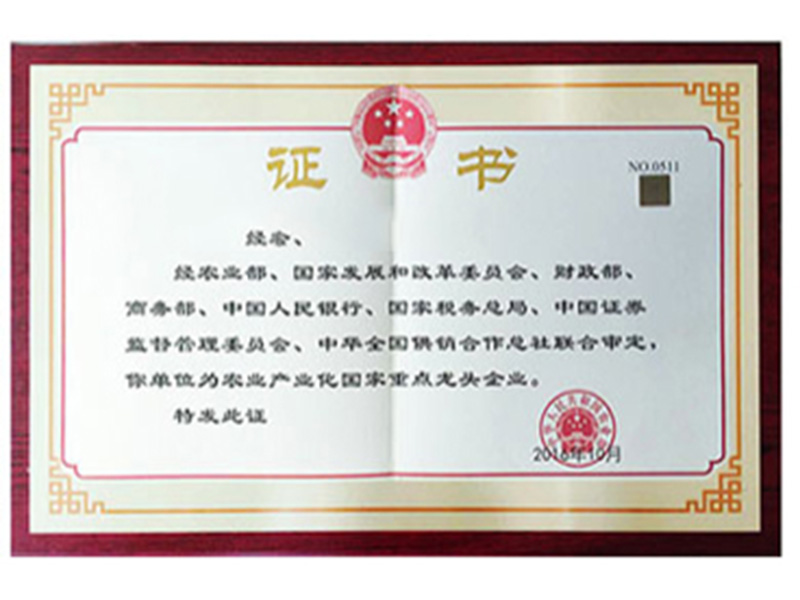 证 书
NO.0511
经农业部、国家发展和改革委员会、财政部、
商务部、中国人民银行、国家税务总局、中国证券
监督管理委员会、中华全国供销合作总社联合审定，
你单位为农业产业化国家重点龙头企业。
特发此证
2016年10月